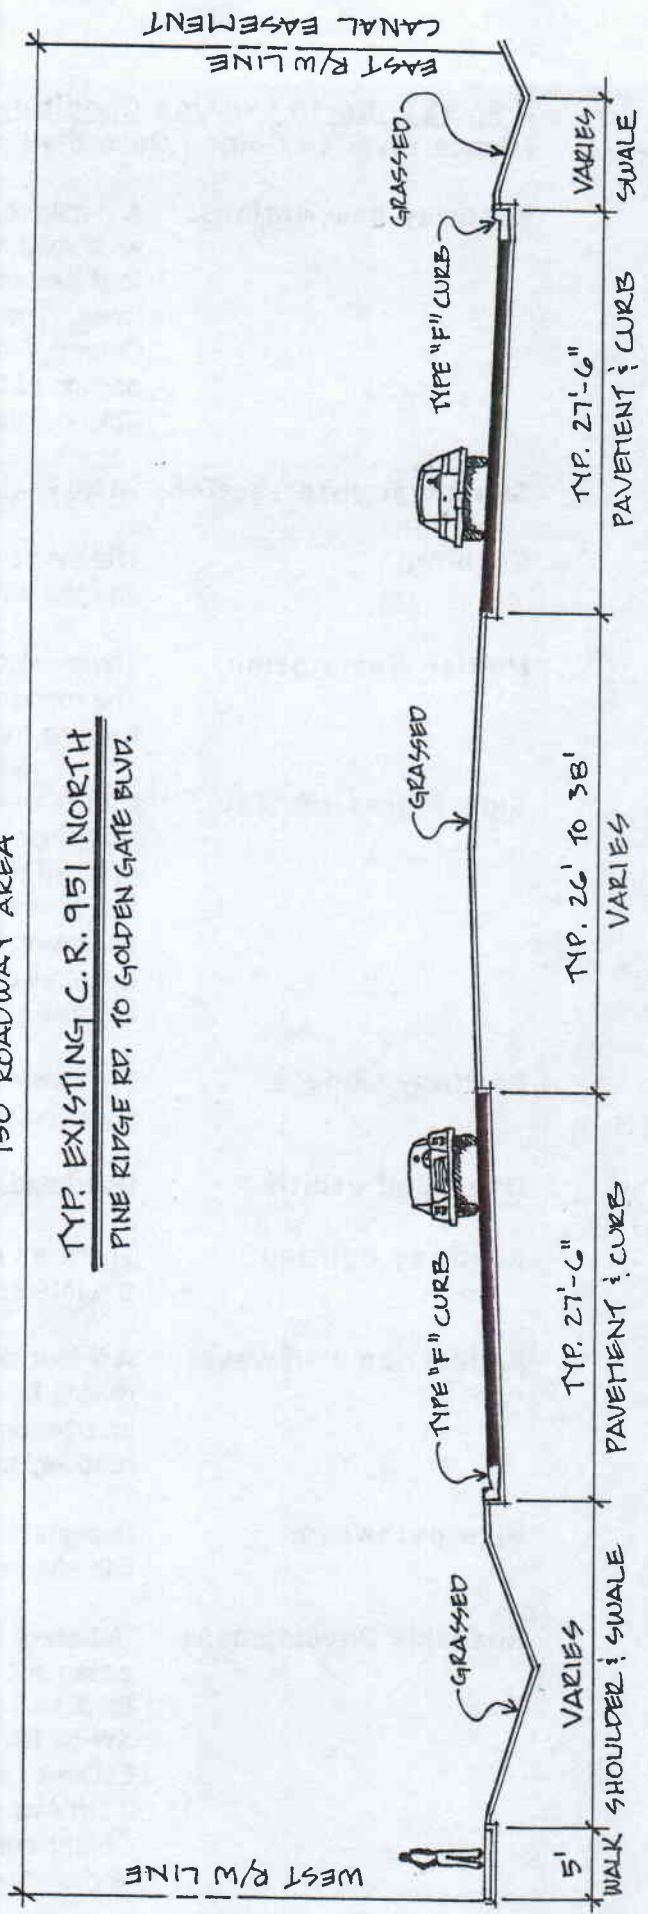 ROADWAY AREA
TYP. EXISTING C.R. 951 NORTH
PINE RIDGE RD. TO GOLDEN GATE BLVD.
WEST R/W LINE
EAST R/W LINE
CANAL EASEMENT
GRASSED
TYPE "F" CURB
GRASSED
TYPE "F" CURB
GRASSED
5'
WALK
VARIES
SHOULDER & SWALE
TYP. 27'-6"
PAVEMENT & CURB
TYP. 26' TO 38'
VARIES
TYP. 27'-6"
PAVEMENT & CURB
VARIES
SWALE